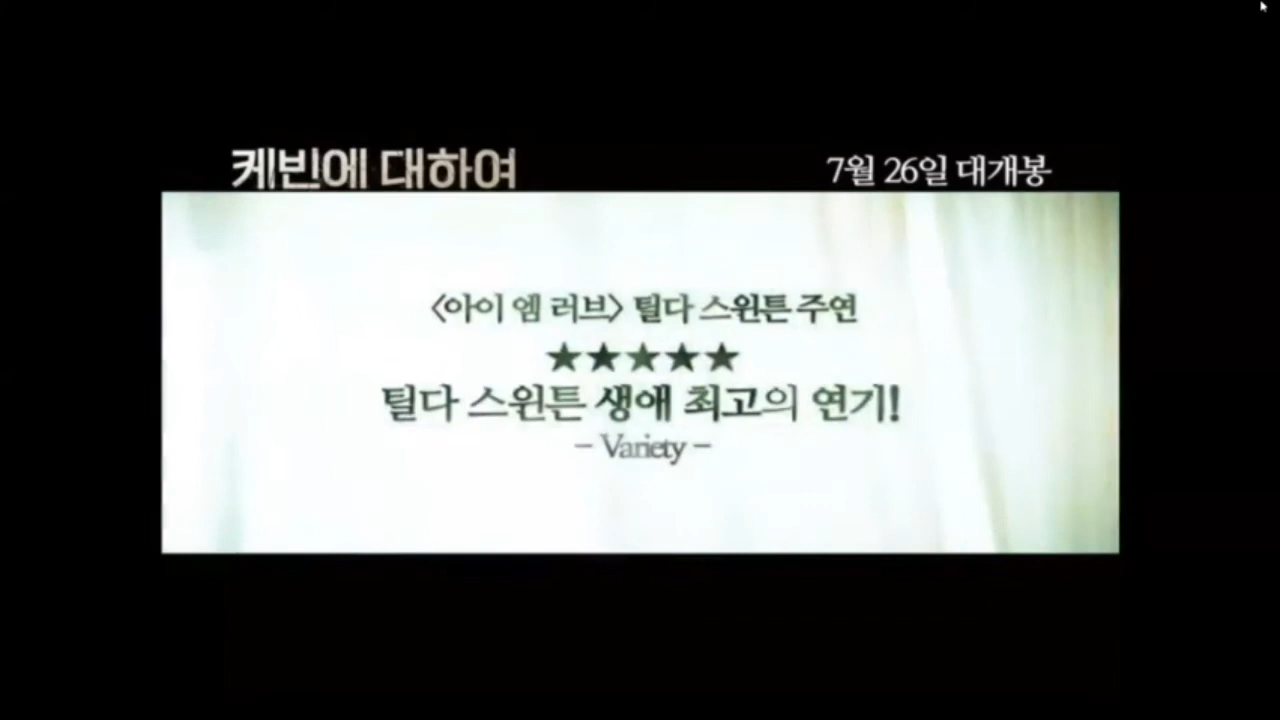 케빈에 대하여
7월 26일 대개봉
〈아이 엠 러브〉 틸다 스윈튼 주연
★★★★★
틸다 스윈튼 생애 최고의 연기!
- Variety -